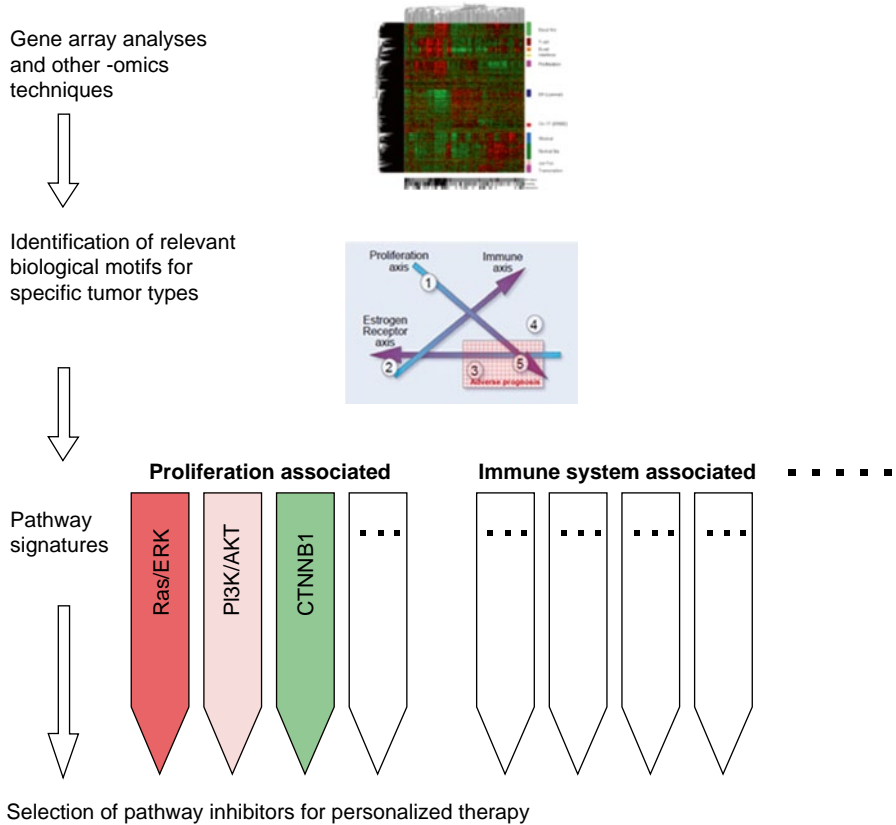 Gene array analyses
and other -omics
techniques
Identification of relevant
biological motifs for
specific tumor types
Proliferation
axis
Immune
axis
1
Estrogen
Receptor
axis
4
2
3
5
Adverse prognosis
Proliferation associated
Immune system associated
Pathway
signatures
Ras/ERK
PI3K/AKT
CTNNB1
Selection of pathway inhibitors for personalized therapy